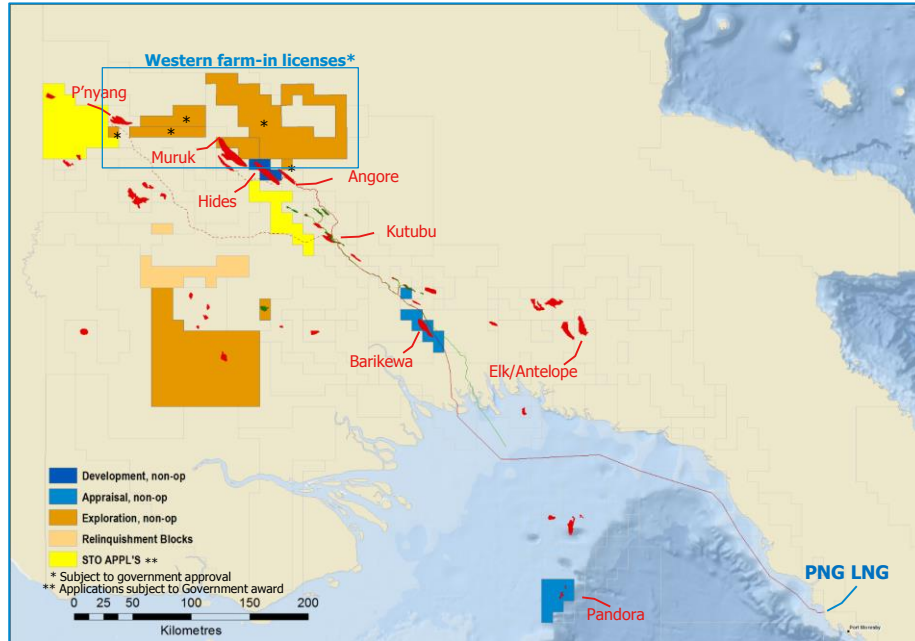 Western farm-in licenses*
P'nyang
*
*
*
*
*
Muruk
Hides
Angore
Kutubu
Barikewa
Elk/Antelope
Development, non-op
Appraisal, non-op
Exploration, non-op
Relinquishment Blocks
STO APPL'S **
* Subject to government approval
** Applications subject to Government award
0 25 50 100 150 200
Kilometres
Pandora
PNG LNG
Port Moresby